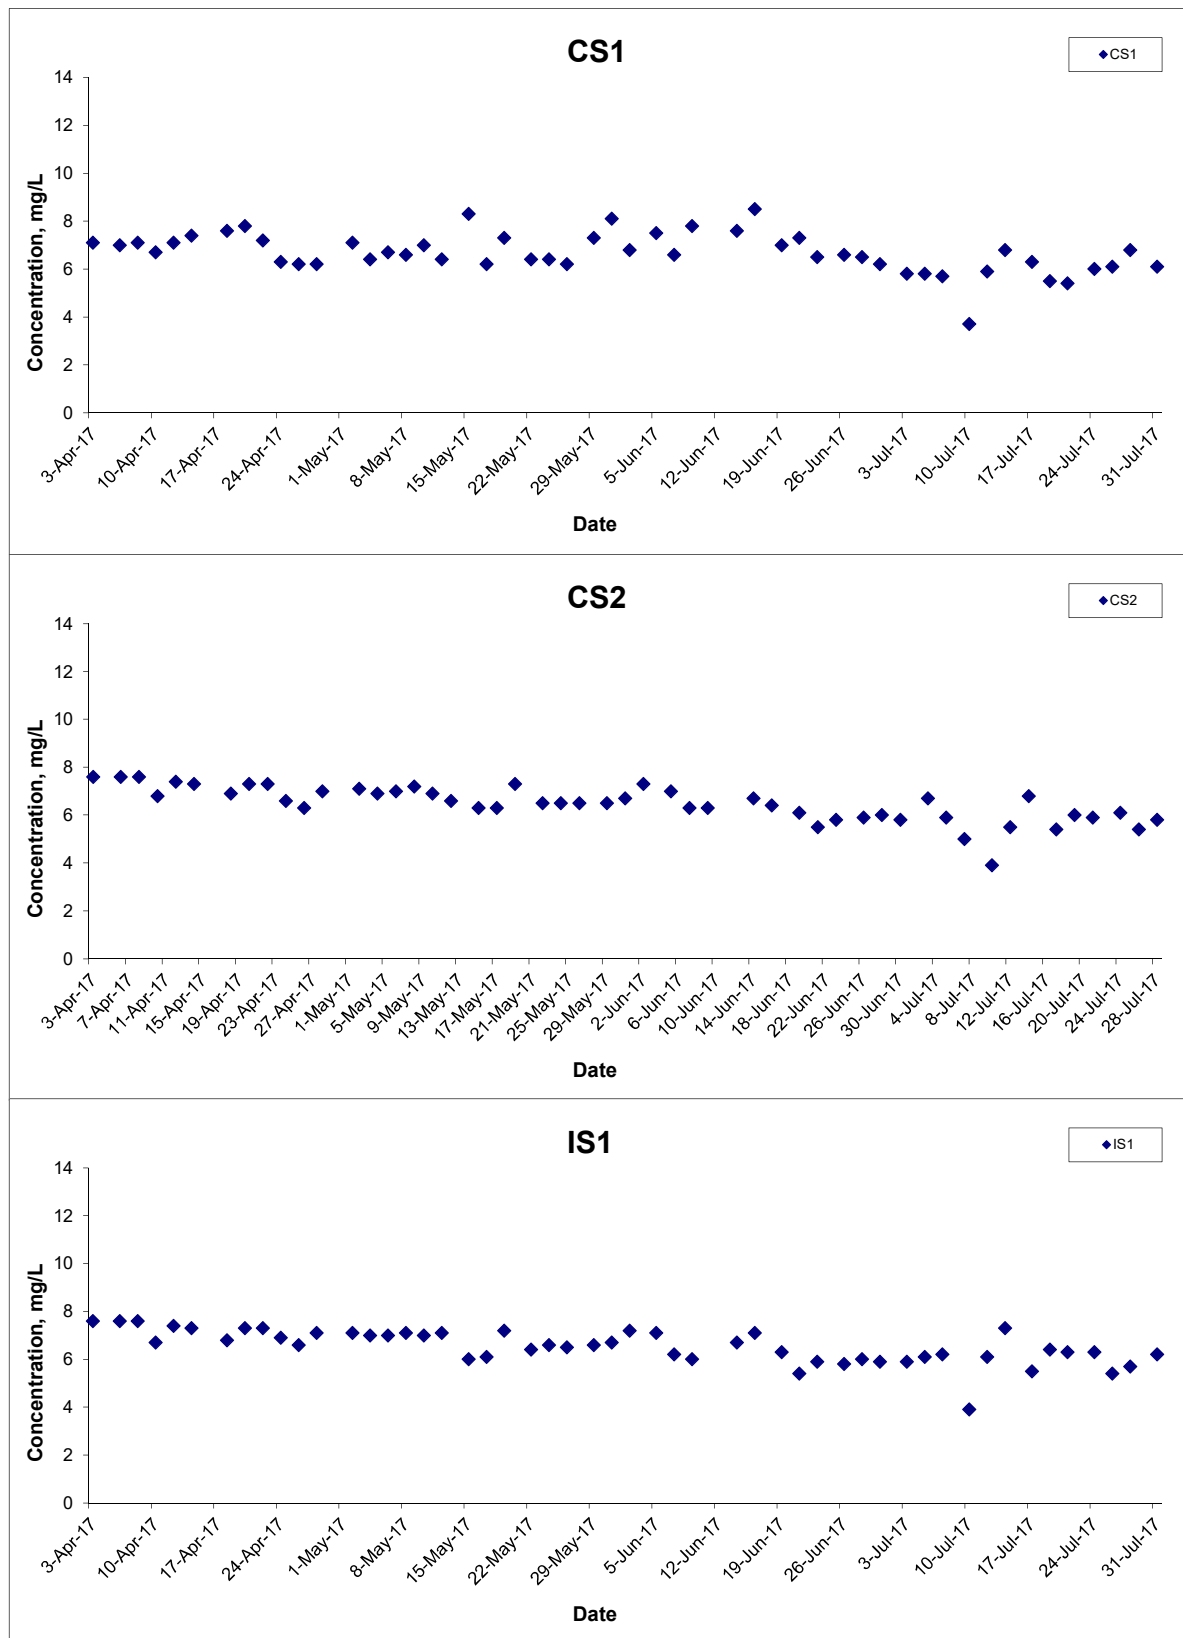 CS1
CS1
14
12
10
8
6
4
2
0
Concentration, mg/L
3-Apr-17
10-Apr-17
17-Apr-17
24-Apr-17
1-May-17
8-May-17
15-May-17
22-May-17
29-May-17
5-Jun-17
12-Jun-17
19-Jun-17
26-Jun-17
3-Jul-17
10-Jul-17
17-Jul-17
24-Jul-17
31-Jul-17
Date
CS2
CS2
14
12
10
8
6
4
2
0
Concentration, mg/L
3-Apr-17
7-Apr-17
11-Apr-17
15-Apr-17
19-Apr-17
23-Apr-17
27-Apr-17
1-May-17
5-May-17
9-May-17
13-May-17
17-May-17
21-May-17
25-May-17
29-May-17
2-Jun-17
6-Jun-17
10-Jun-17
14-Jun-17
18-Jun-17
22-Jun-17
26-Jun-17
30-Jun-17
4-Jul-17
8-Jul-17
12-Jul-17
16-Jul-17
20-Jul-17
24-Jul-17
28-Jul-17
Date
IS1
IS1
14
12
10
8
6
4
2
0
Concentration, mg/L
3-Apr-17
10-Apr-17
17-Apr-17
24-Apr-17
1-May-17
8-May-17
15-May-17
22-May-17
29-May-17
5-Jun-17
12-Jun-17
19-Jun-17
26-Jun-17
3-Jul-17
10-Jul-17
17-Jul-17
24-Jul-17
31-Jul-17
Date